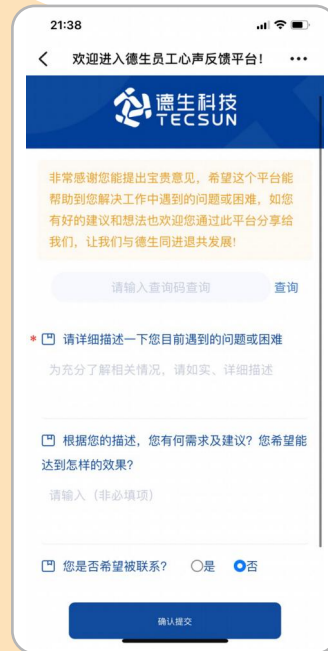 21:38
欢迎进入德生员工心声反馈平台！
德生科技
TECSUN
非常感谢您能提出宝贵意见，希望这个平台能
帮助到您解决工作中遇到的问题或困难，如您
有好的建议和想法也欢迎您通过此平台分享给
我们，让我们与德生同进退共发展!
请输入查询码查询 查询
* 请详细描述一下您目前遇到的问题或困难
为充分了解相关情况，请如实、详细描述
根据您的描述，您有何需求及建议？您希望能
达到怎样的效果？
请输入（非必填项）
您是否希望被联系？ 是 否
确认提交